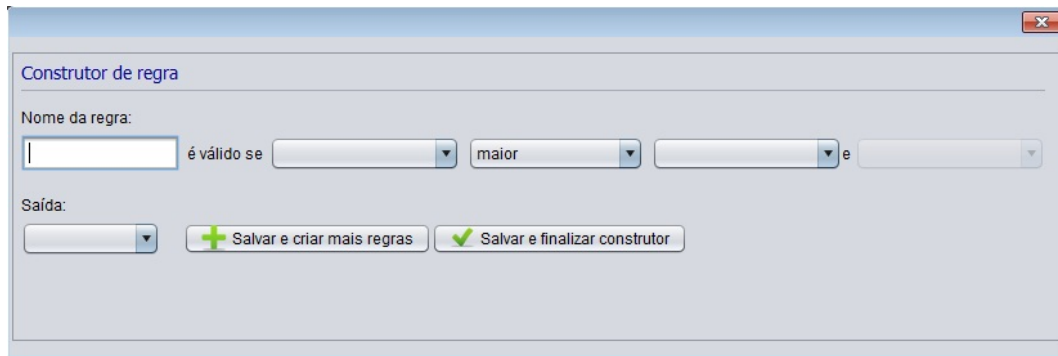 Construtor de regra
Nome da regra:
é válido se maior e
Saída:
Salvar e criar mais regras Salvar e finalizar construtor